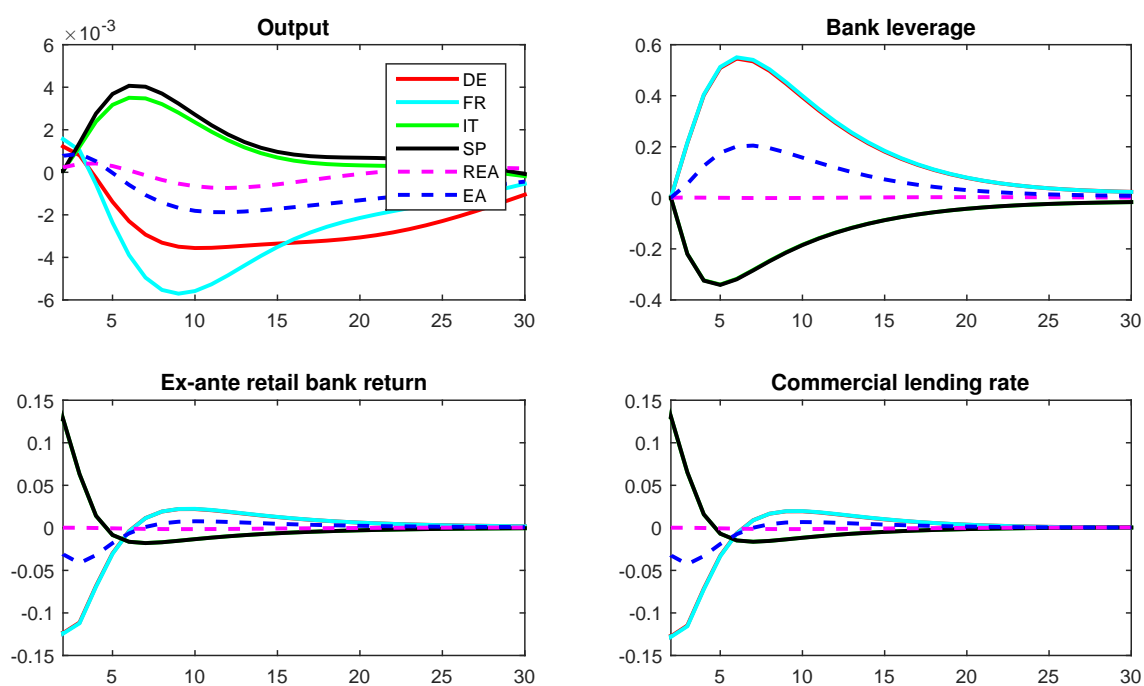 Output
×10⁻³
6
4
2
0
-2
-4
-6
5 10 15 20 25 30
DE
FR
IT
SP
REA
EA
Bank leverage
0.6
0.4
0.2
0
-0.2
-0.4
5 10 15 20 25 30
Ex-ante retail bank return
0.15
0.1
0.05
0
-0.05
-0.1
-0.15
5 10 15 20 25 30
Commercial lending rate
0.15
0.1
0.05
0
-0.05
-0.1
-0.15
5 10 15 20 25 30